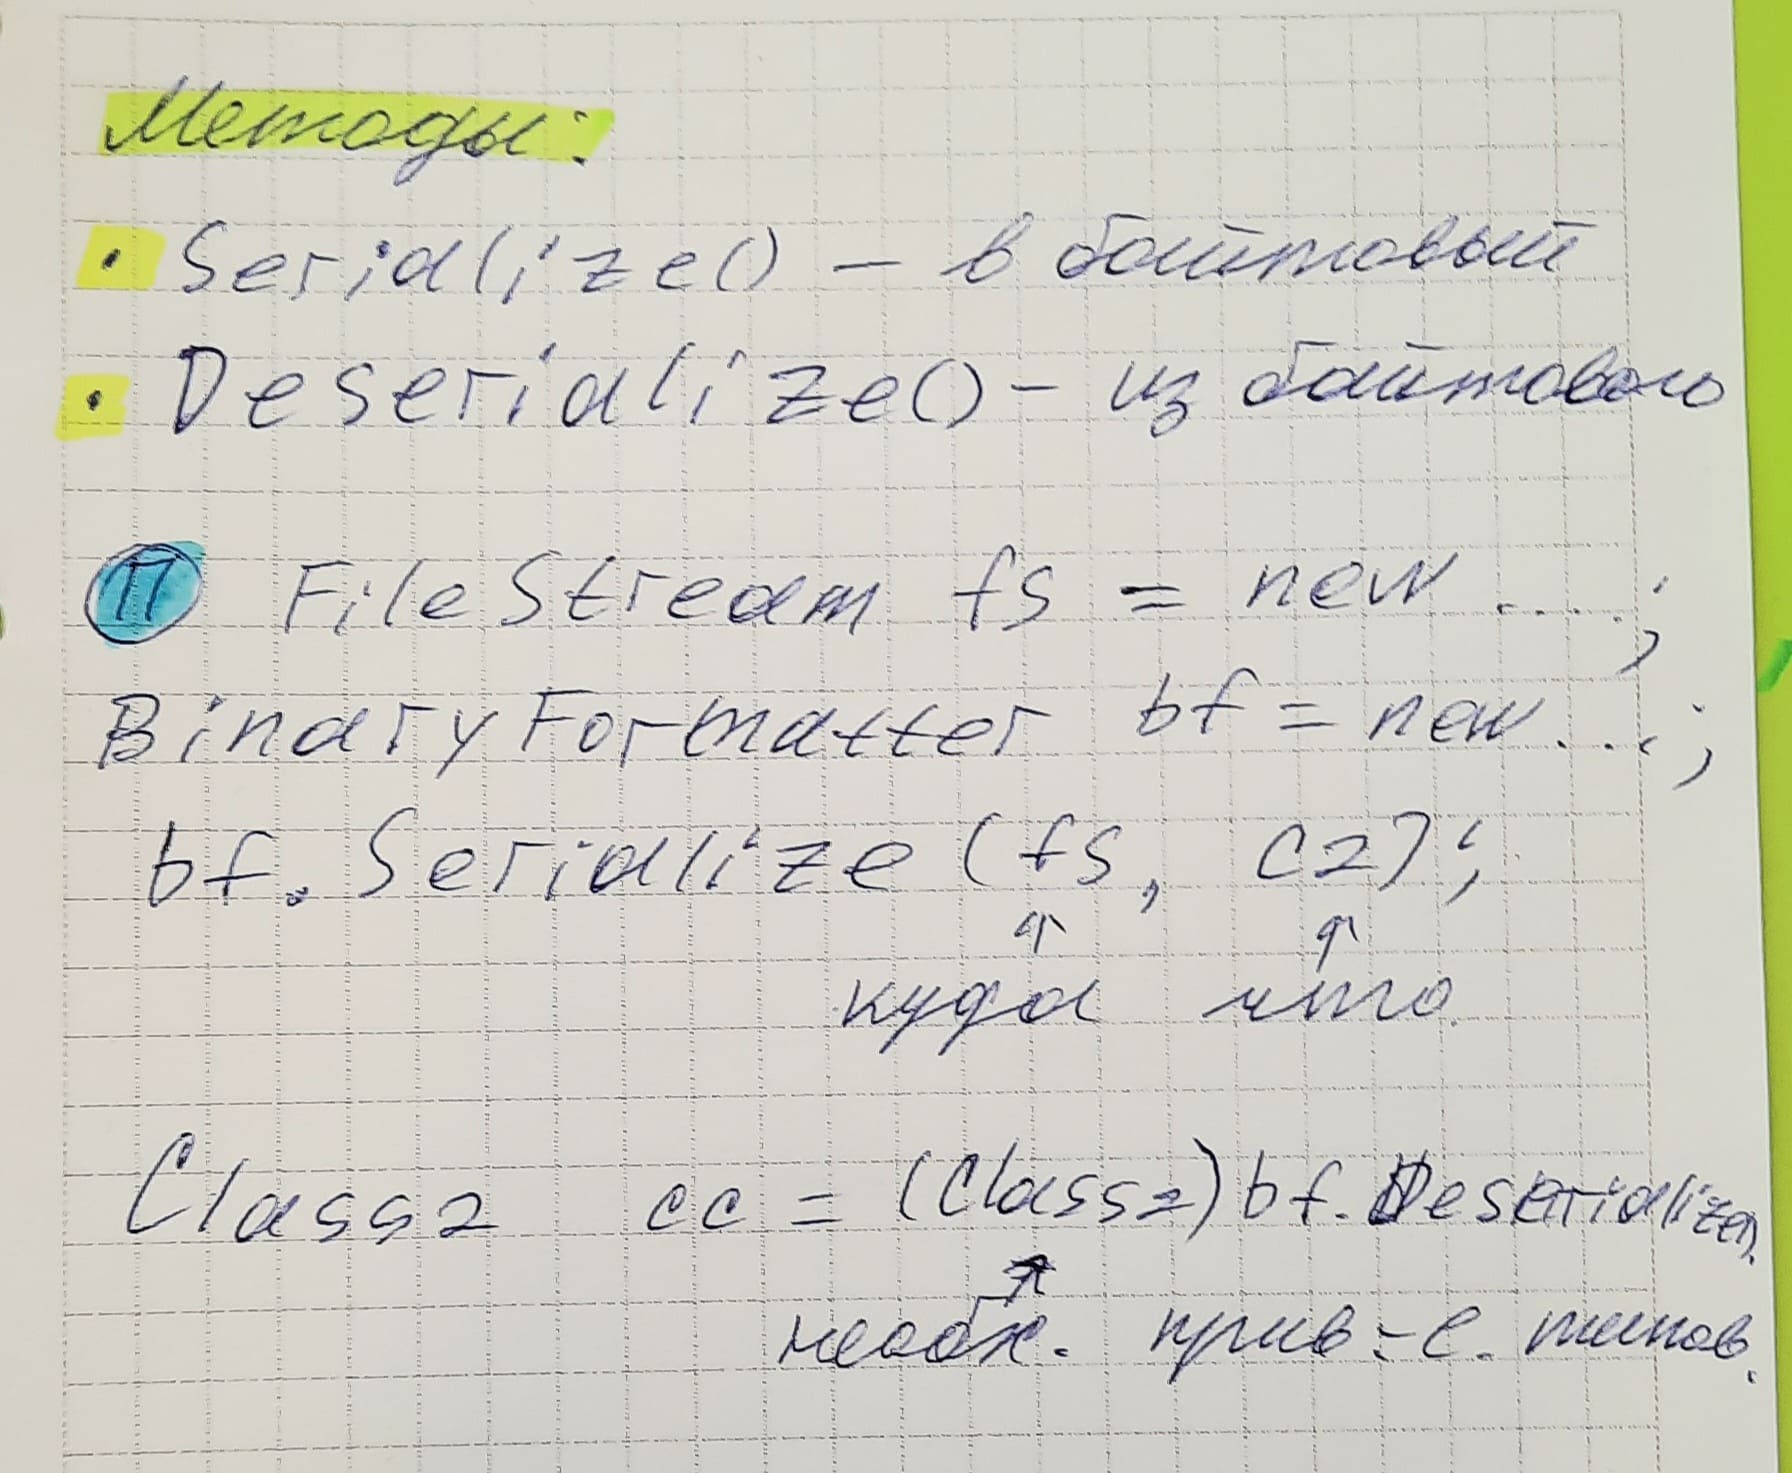 Методы:
• Serialize() - в байтовый
• Deserialize() - из байтового
П FileStream fs = new ....;
BinaryFormatter bf = new ...;
bf. Serialize (fs, c2);
↑ ↑
куда что
Class2 cc = (Class2) bf. Deserialize().
↑
необх. прив-е типов.